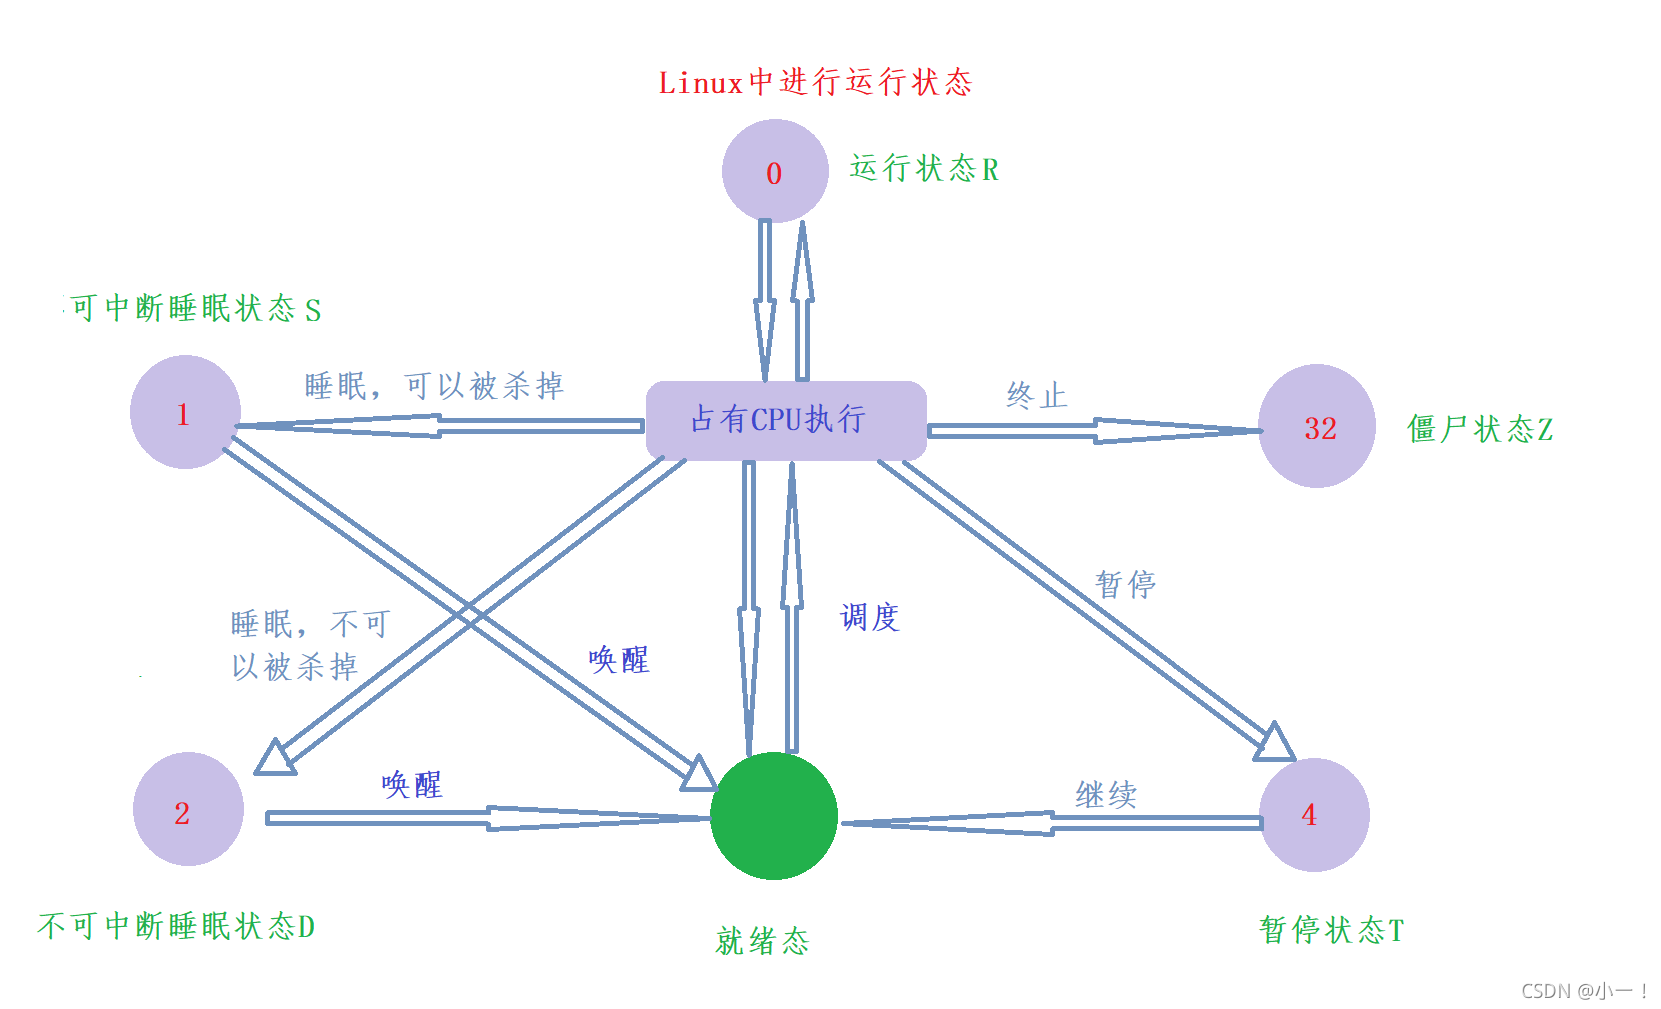 Linux中进行运行状态
0
运行状态R
可中断睡眠状态 S
1
睡眠，可以被杀掉
占有CPU执行
终止
32
僵尸状态Z
睡眠，不可
以被杀掉
唤醒
调度
暂停
2
唤醒
继续
4
不可中断睡眠状态D
就绪态
暂停状态T
CSDN @小一！